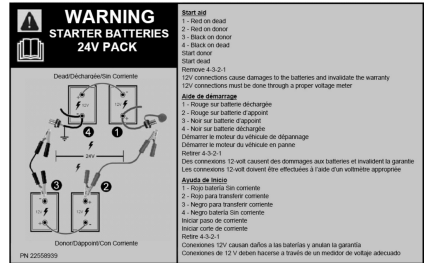 WARNING
STARTER BATTERIES
24V PACK
Dead/Déchargée/Sin Corriente
12V
12V
4
1
24V
3
2
12V
12V
Donor/Dàppoint/Con Corriente
PN 22558939
Start aid
1 - Red on dead
2 - Red on donor
3 - Black on donor
4 - Black on dead
Start donor
Start dead
Remove 4-3-2-1
12V connections cause damages to the batteries and invalidate the warranty
12V connections must be done through a proper voltage meter
Aide de démarrage
1 - Rouge sur batterie déchargée
2 - Rouge sur batterie d'appoint
3 - Noir sur batterie d'appoint
4 - Noir sur batterie déchargée
Démarrer le moteur du véhicule de dépannage
Démarrer le moteur du véhicule en panne
Retirer 4-3-2-1
Des connexions 12-volt causent des dommages aux batteries et invalident la garantie
Les connexions 12-volt doivent être effectuées à l'aide d'un voltmètre appropriée
Ayuda de Inicio
1 - Rojo batería Sin corriente
2 - Rojo para transferir corriente
3 - Negro para transferir corriente
4 - Negro batería Sin corriente
Iniciar paso de corriente
Iniciar corte de corriente
Retire 4-3-2-1
Conexiones 12V causan daños a las baterías y anulan la garantía
Conexiones de 12 V deben hacerse a través de un medidor de voltaje adecuado